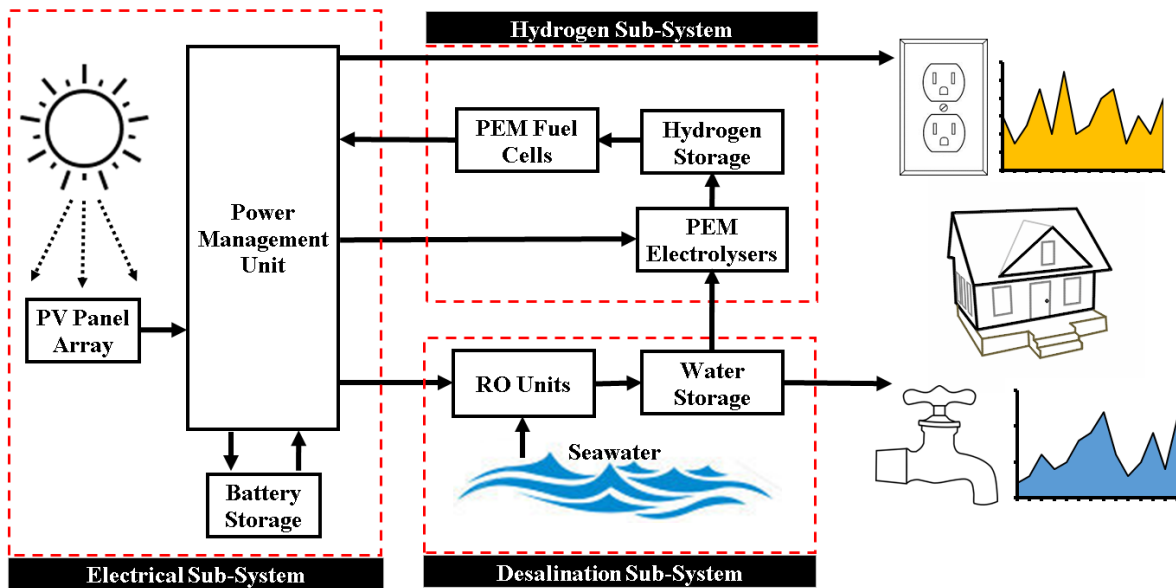 Hydrogen Sub-System
PEM Fuel
Cells
Hydrogen
Storage
Power
Management
Unit
PEM
Electrolysers
PV Panel
Array
RO Units
Water
Storage
Seawater
Battery
Storage
Electrical Sub-System
Desalination Sub-System